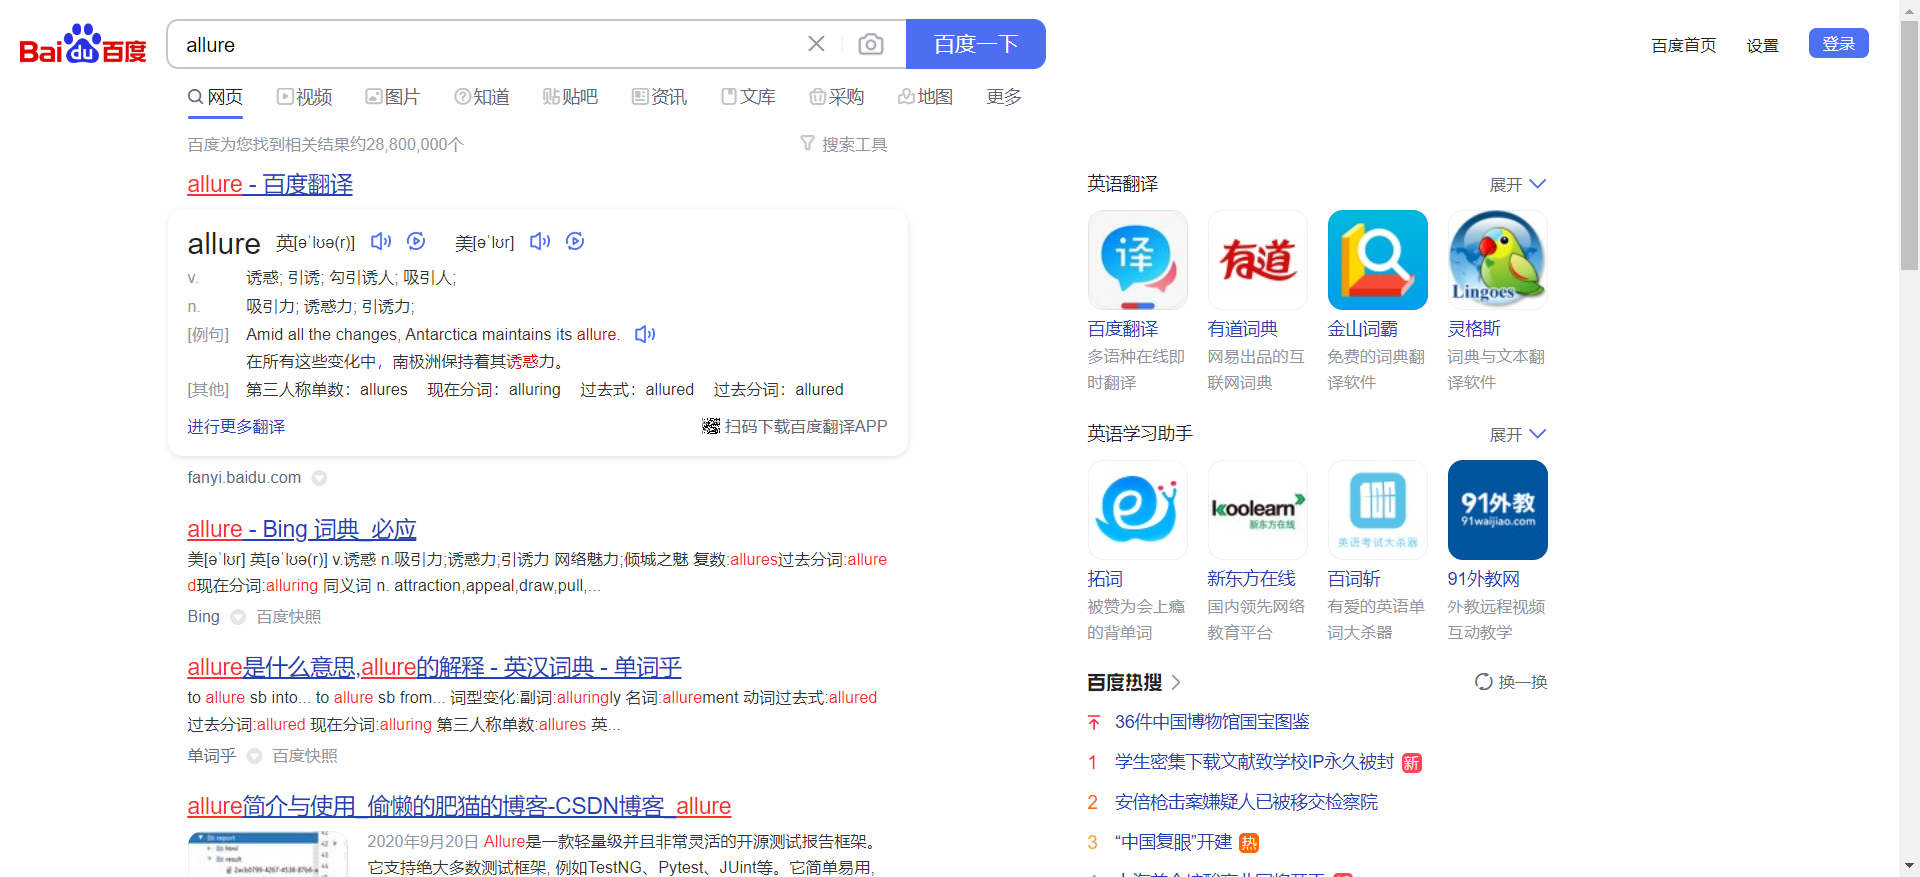 Bai du 百度
allure
百度一下
百度首页 设置 登录
网页 视频 图片 知道 贴吧 资讯 文库 采购 地图 更多
百度为您找到相关结果约28,800,000个
搜索工具
allure - 百度翻译
allure 英[əˈlʊə(r)] 美[əˈlʊr]
v. 诱惑; 引诱; 勾引诱人; 吸引人;
n. 吸引力; 诱惑力; 引诱力;
[例句] Amid all the changes, Antarctica maintains its allure.
在所有这些变化中，南极洲保持着其诱惑力。
[其他] 第三人称单数：allures 现在分词：alluring 过去式：allured 过去分词：allured
进行更多翻译
扫码下载百度翻译APP
fanyi.baidu.com
allure - Bing 词典_必应
美[əˈlʊr] 英[əˈlʊə(r)] v.诱惑 n.吸引力;诱惑力;引诱力 网络魅力;倾城之魅 复数:allures过去分词:allure
d现在分词:alluring 同义词 n. attraction,appeal,draw,pull,...
Bing 百度快照
allure是什么意思,allure的解释 - 英汉词典 - 单词乎
to allure sb into... to allure sb from... 词型变化:副词:alluringly 名词:allurement 动词过去式:allured
过去分词:allured 现在分词:alluring 第三人称单数:allures 英...
单词乎 百度快照
allure简介与使用_偷懒的肥猫的博客-CSDN博客_allure
report
html
result
2020年9月20日 Allure是一款轻量级并且非常灵活的开源测试报告框架。
它支持绝大多数测试框架, 例如TestNG、Pytest、JUint等。它简单易用,
英语翻译 展开
译
有道
Lingoes
百度翻译 有道词典 金山词霸 灵格斯
多语种在线即 网易出品的互 免费的词典翻 词典与文本翻
时翻译 联网词典 译软件 译软件
英语学习助手 展开
koolearn
新东方在线
英语考试大杀器
91外教
91waijiao.com
拓词 新东方在线 百词斩 91外教网
被赞为会上瘾 国内领先网络 有爱的英语单 外教远程视频
的背单词 教育平台 词大杀器 互动教学
百度热搜 换一换
36件中国博物馆国宝图鉴
1 学生密集下载文献致学校IP永久被封 新
2 安倍枪击案嫌疑人已被移交检察院
3 “中国复眼”开建 热